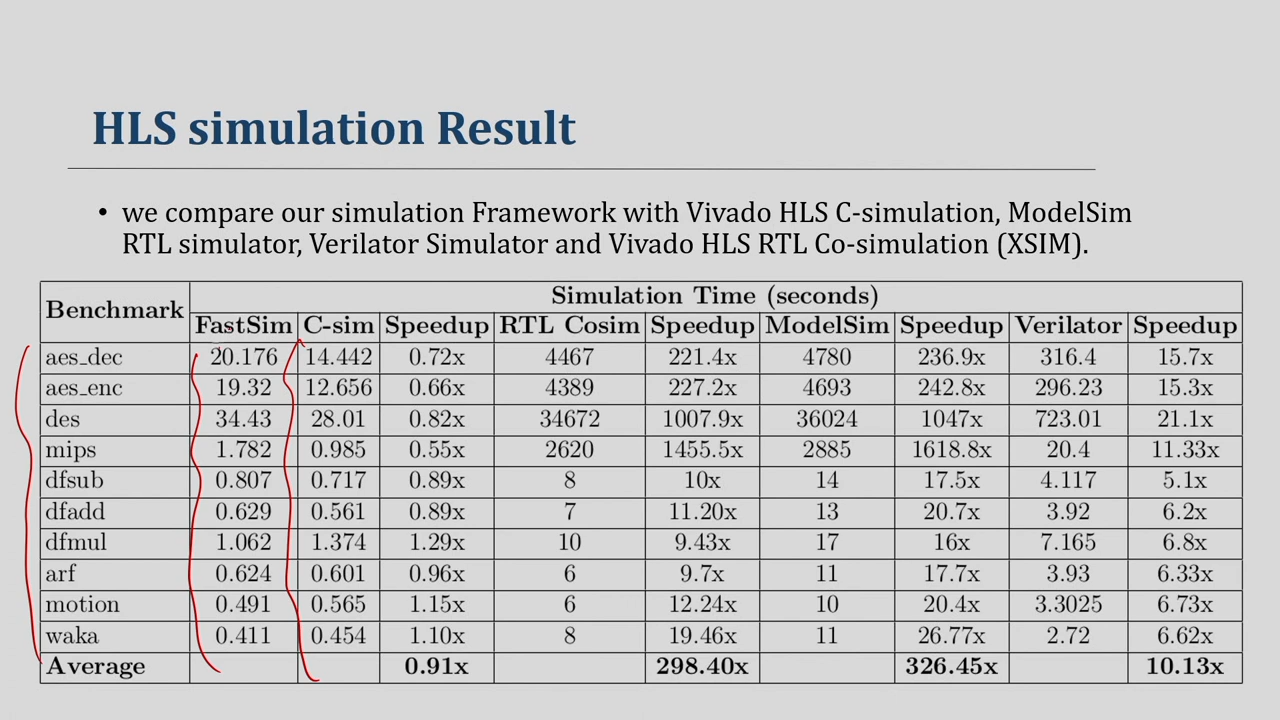 HLS simulation Result
• we compare our simulation Framework with Vivado HLS C-simulation, ModelSim
RTL simulator, Verilator Simulator and Vivado HLS RTL Co-simulation (XSIM).
Benchmark Simulation Time (seconds)
FastSim C-sim Speedup RTL Cosim Speedup ModelSim Speedup Verilator Speedup
aes_dec 20.176 14.442 0.72x 4467 221.4x 4780 236.9x 316.4 15.7x
aes_enc 19.32 12.656 0.66x 4389 227.2x 4693 242.8x 296.23 15.3x
des 34.43 28.01 0.82x 34672 1007.9x 36024 1047x 723.01 21.1x
mips 1.782 0.985 0.55x 2620 1455.5x 2885 1618.8x 20.4 11.33x
dfsub 0.807 0.717 0.89x 8 10x 14 17.5x 4.117 5.1x
dfadd 0.629 0.561 0.89x 7 11.20x 13 20.7x 3.92 6.2x
dfmul 1.062 1.374 1.29x 10 9.43x 17 16x 7.165 6.8x
arf 0.624 0.601 0.96x 6 9.7x 11 17.7x 3.93 6.33x
motion 0.491 0.565 1.15x 6 12.24x 10 20.4x 3.3025 6.73x
waka 0.411 0.454 1.10x 8 19.46x 11 26.77x 2.72 6.62x
Average 0.91x 298.40x 326.45x 10.13x